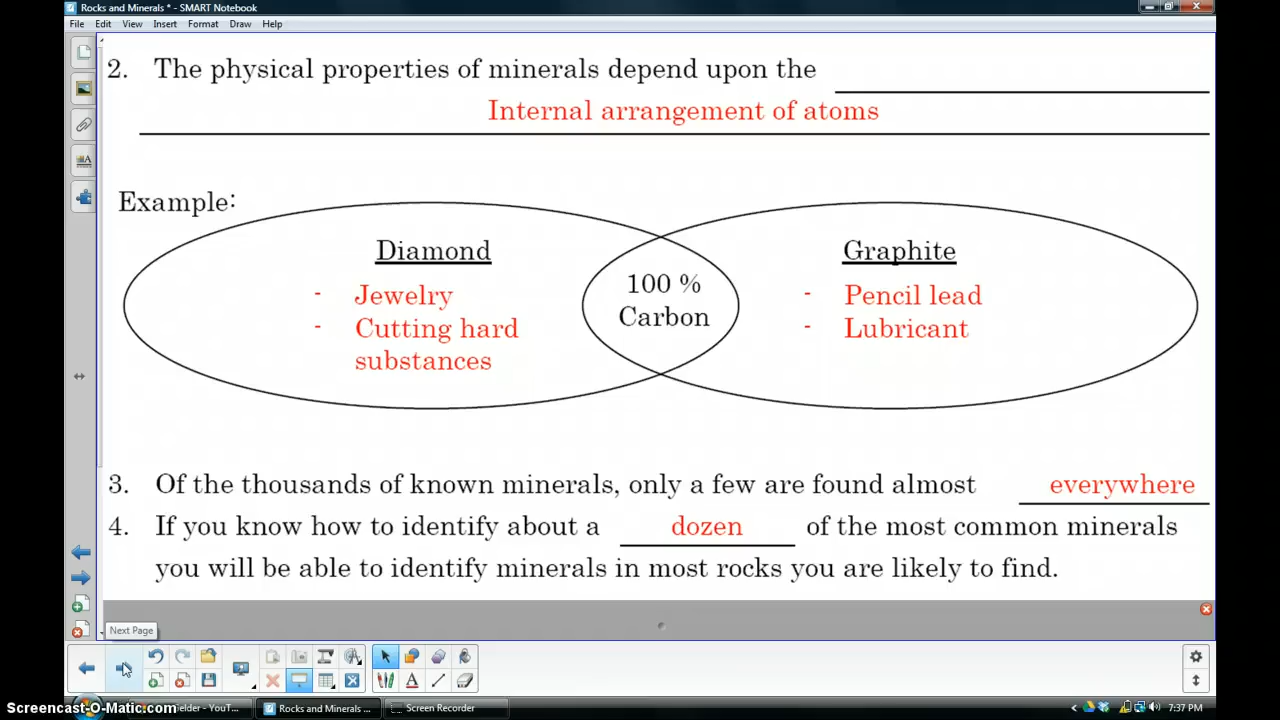 Rocks and Minerals * - SMART Notebook
File Edit View Insert Format Draw Help
2. The physical properties of minerals depend upon the
Internal arrangement of atoms
Example:
Diamond
- Jewelry
- Cutting hard
substances
100 %
Carbon
Graphite
- Pencil lead
- Lubricant
3. Of the thousands of known minerals, only a few are found almost everywhere
4. If you know how to identify about a dozen of the most common minerals
you will be able to identify minerals in most rocks you are likely to find.
Next Page
Screencast-O-Matic.com
ielder - YouT...
Rocks and Minerals ...
Screen Recorder
7:37 PM